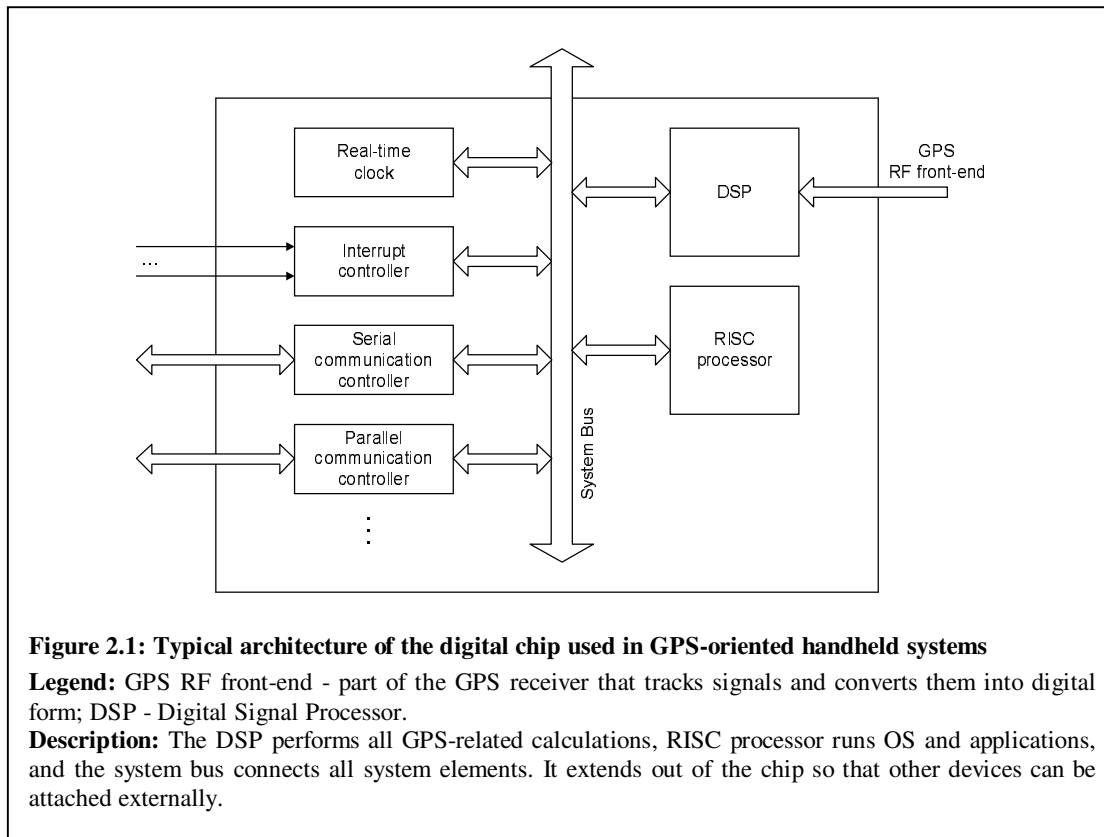 Real-time
clock
Interrupt
controller
...
Serial
communication
controller
Parallel
communication
controller
System Bus
DSP
GPS
RF front-end
RISC
processor
Figure 2.1: Typical architecture of the digital chip used in GPS-oriented handheld systems
Legend: GPS RF front-end - part of the GPS receiver that tracks signals and converts them into digital
form; DSP - Digital Signal Processor.
Description: The DSP performs all GPS-related calculations, RISC processor runs OS and applications,
and the system bus connects all system elements. It extends out of the chip so that other devices can be
attached externally.